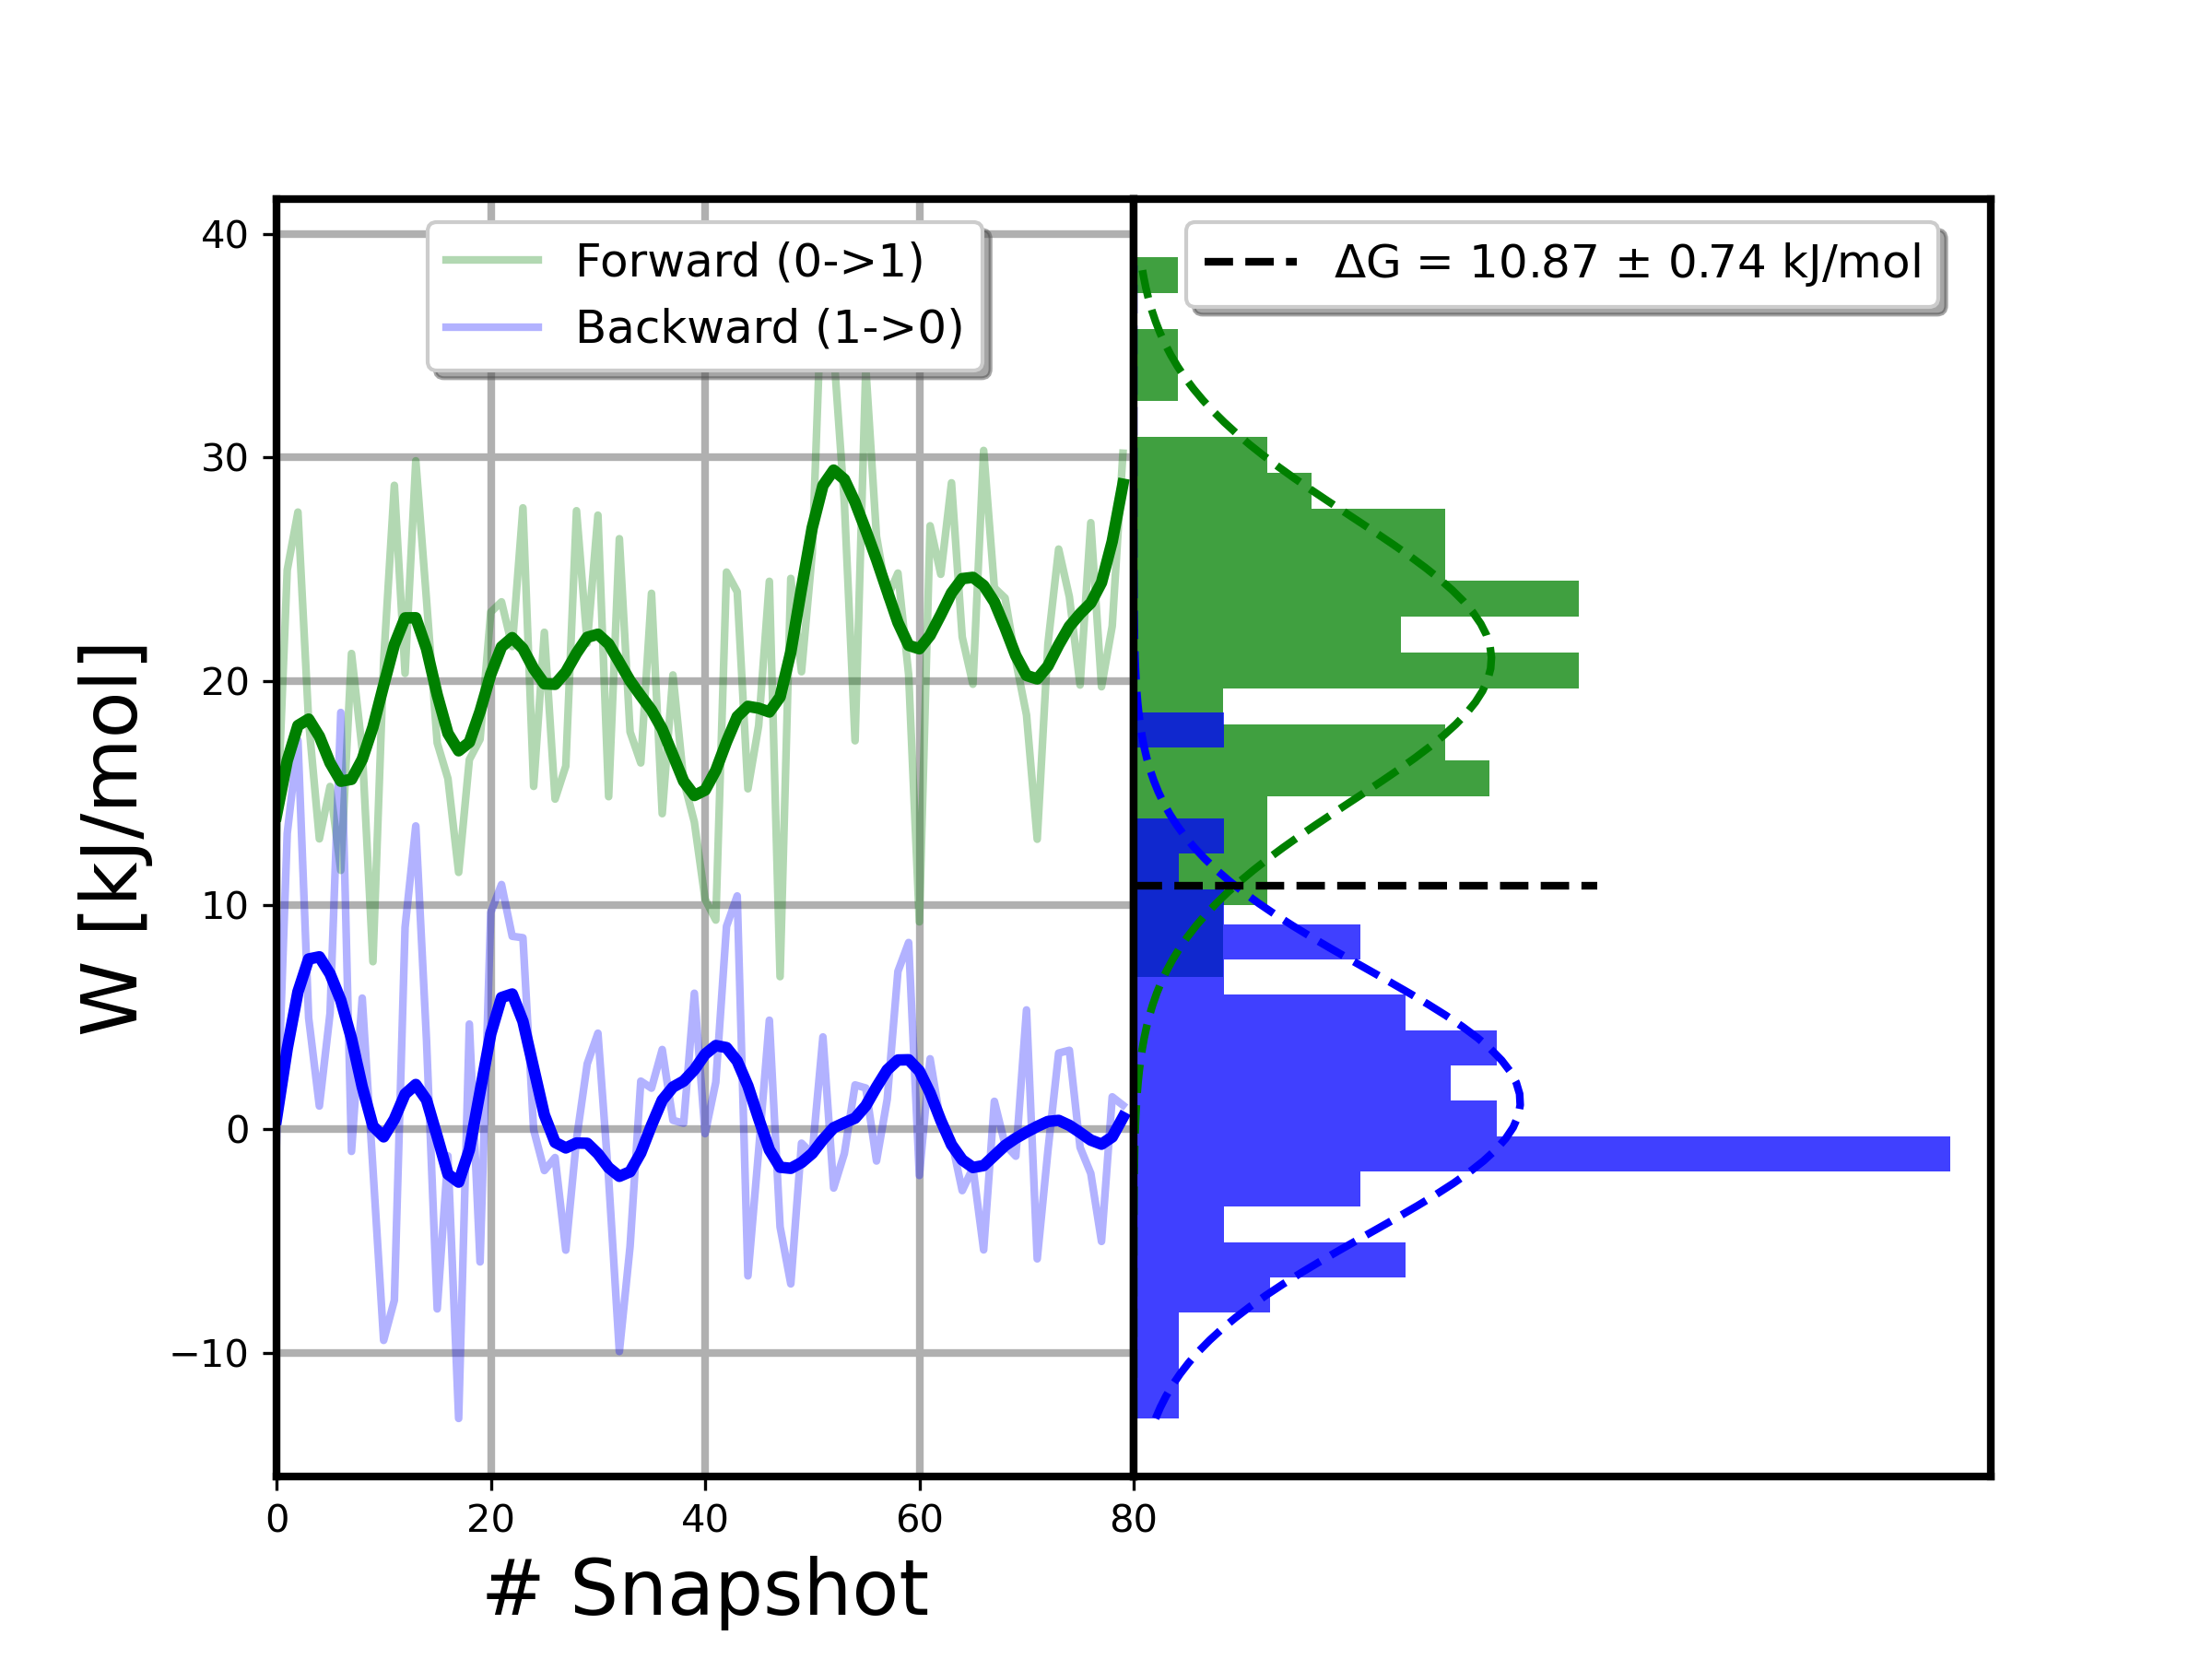 Forward (0->1)
Backward (1->0)
ΔG = 10.87 ± 0.74 kJ/mol
40
30
20
10
0
−10
W [kJ/mol]
0 20 40 60 80
# Snapshot